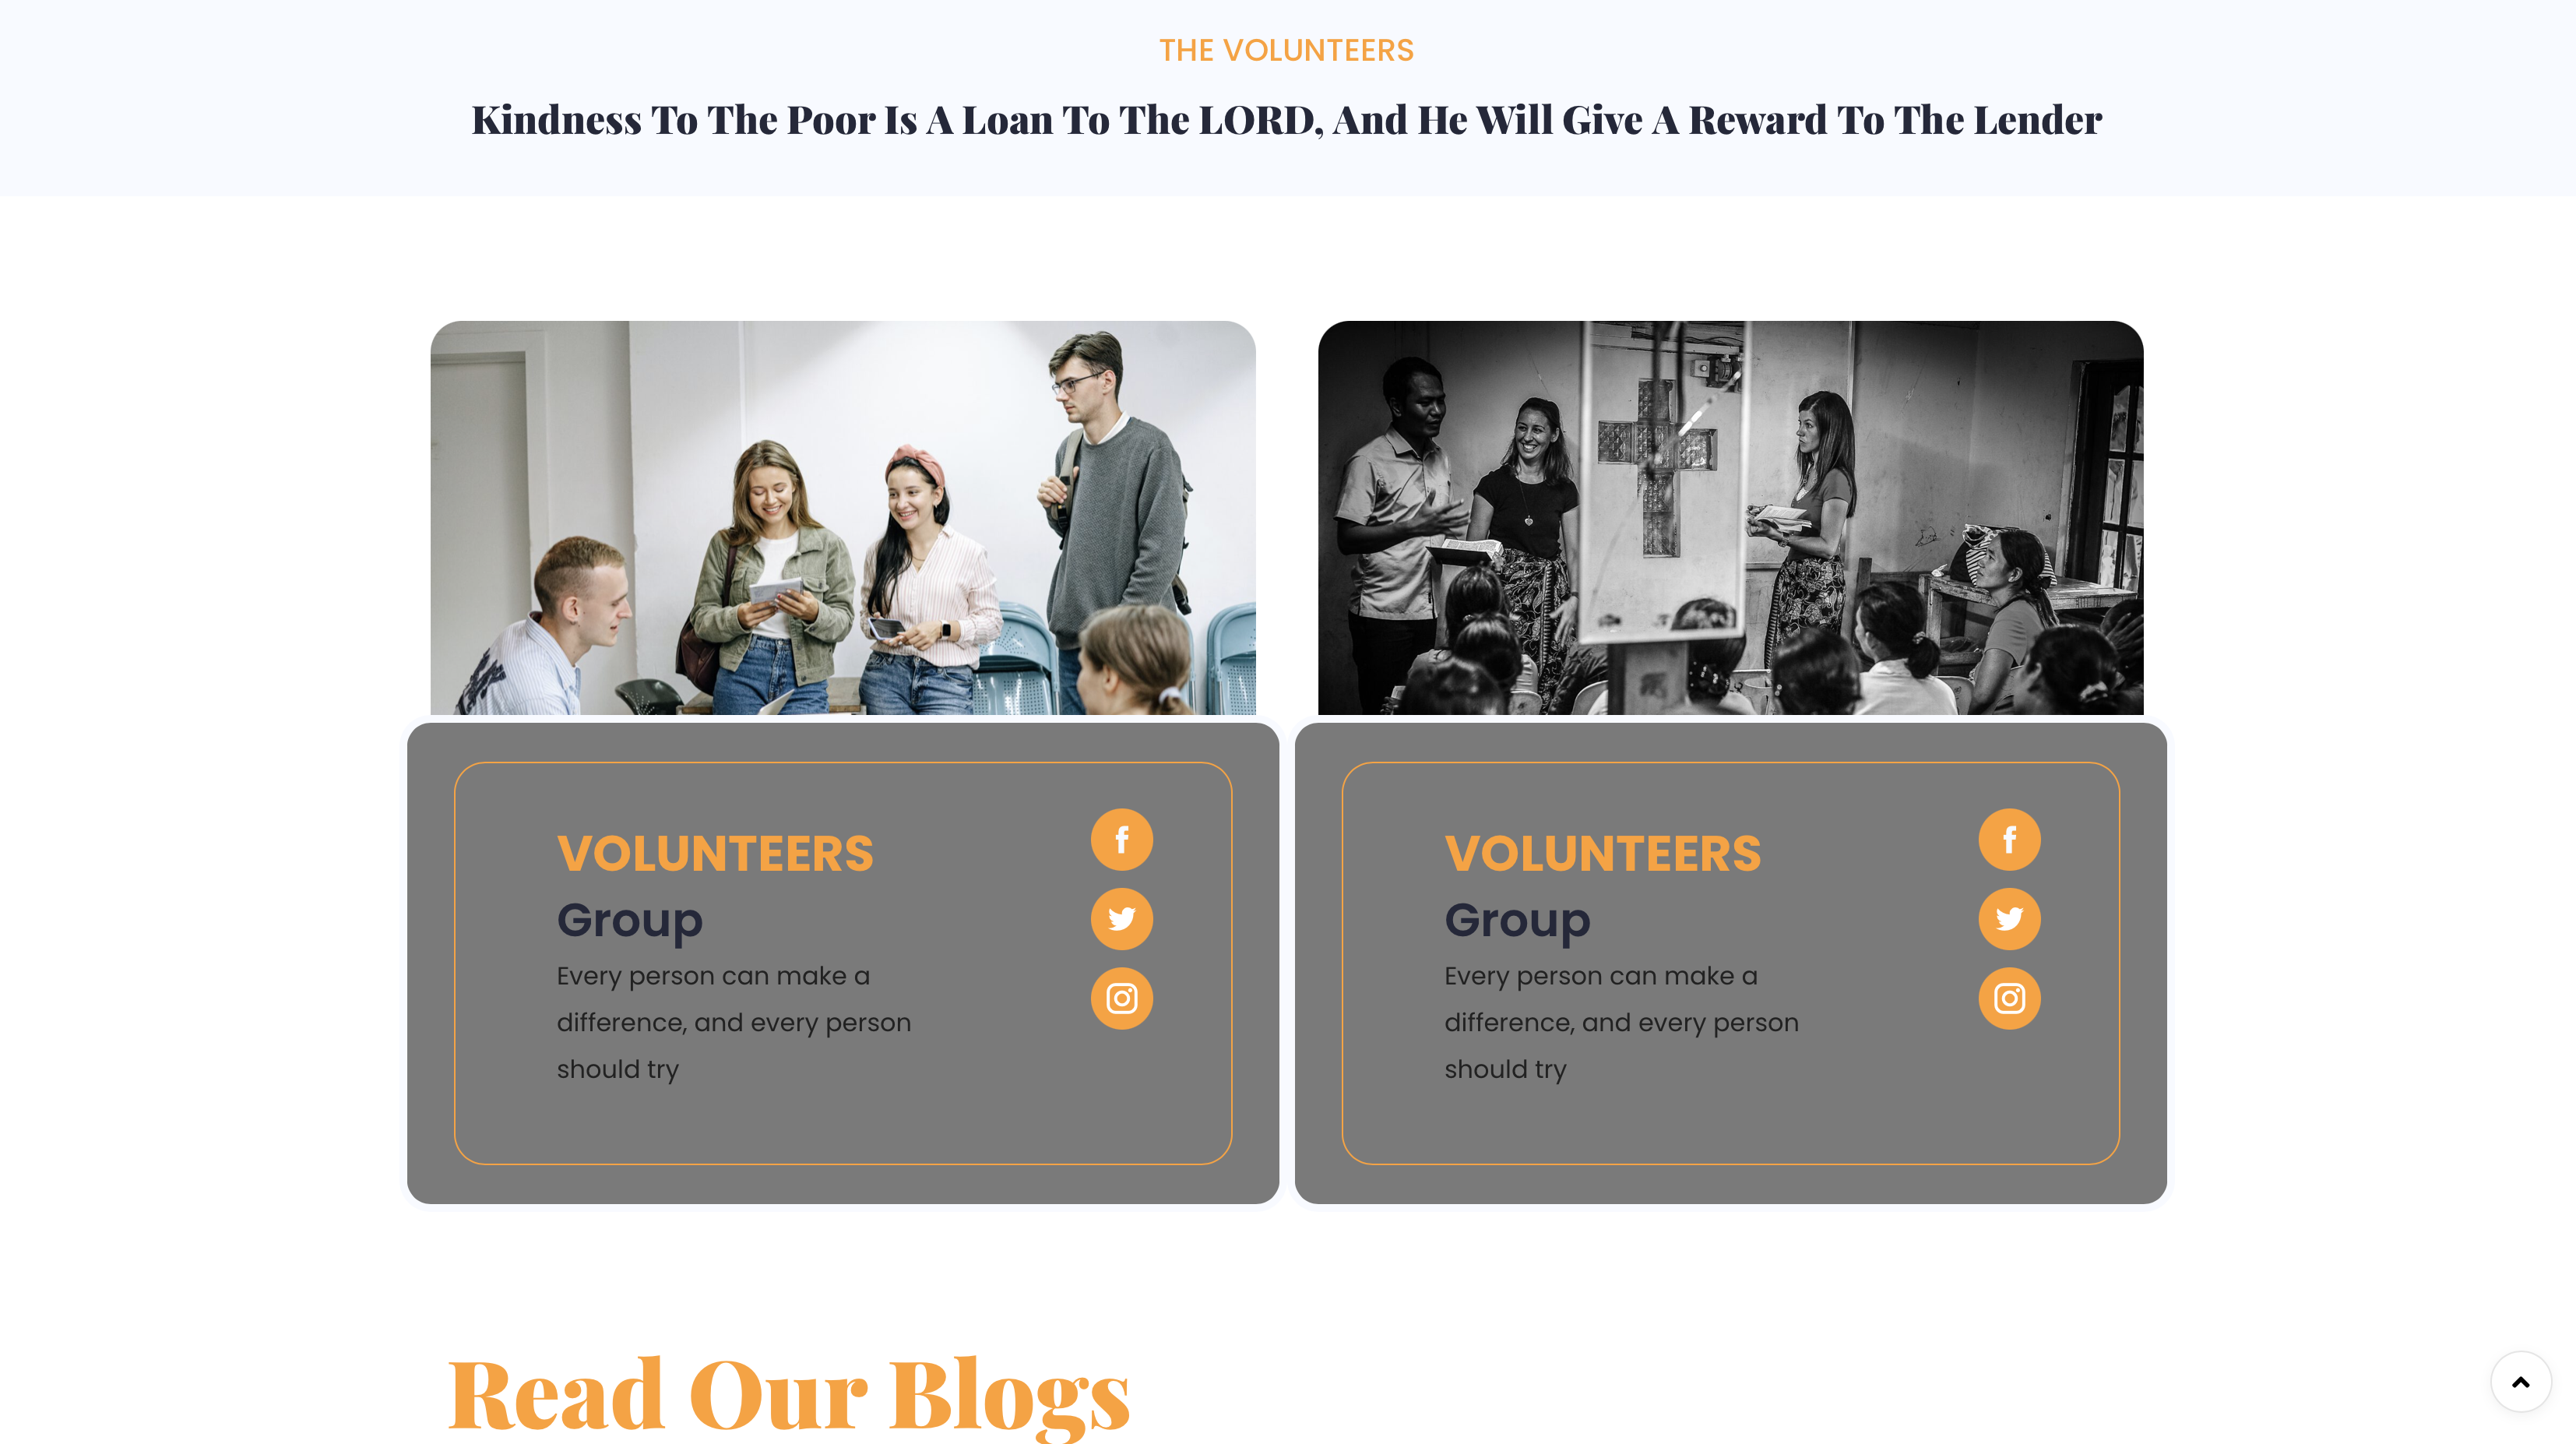 THE VOLUNTEERS
Kindness To The Poor Is A Loan To The LORD, And He Will Give A Reward To The Lender
VOLUNTEERS
Group
Every person can make a
difference, and every person
should try
VOLUNTEERS
Group
Every person can make a
difference, and every person
should try
Read Our Blogs